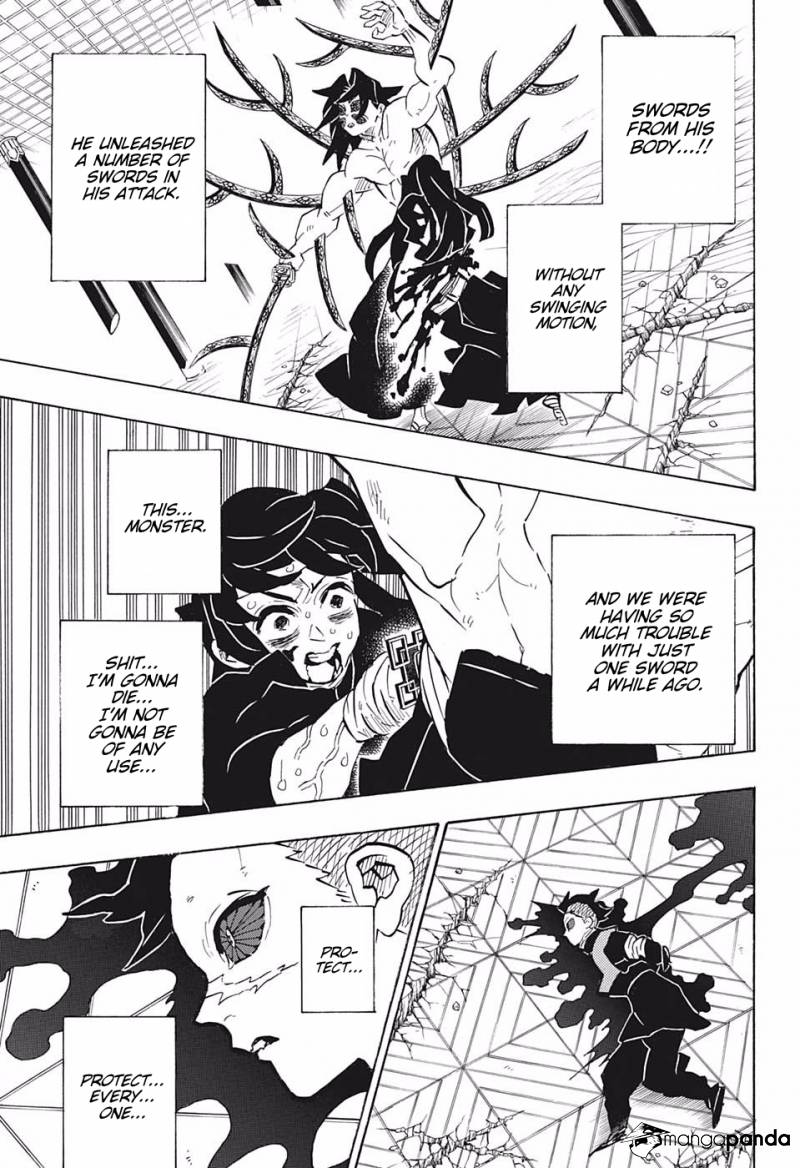 SWORDS
FROM HIS
BODY...!!
WITHOUT
ANY
SWINGING
MOTION,
HE UNLEASHED
A NUMBER OF
SWORDS IN
HIS ATTACK.
AND WE WERE
HAVING SO
MUCH TROUBLE
WITH JUST
ONE SWORD
A WHILE AGO.
THIS...
MONSTER.
SHIT...
I'M GONNA
DIE...
I'M NOT
GONNA BE
OF ANY
USE...
PRO-
TECT...
PROTECT...
EVERY...
ONE...
mangapanda